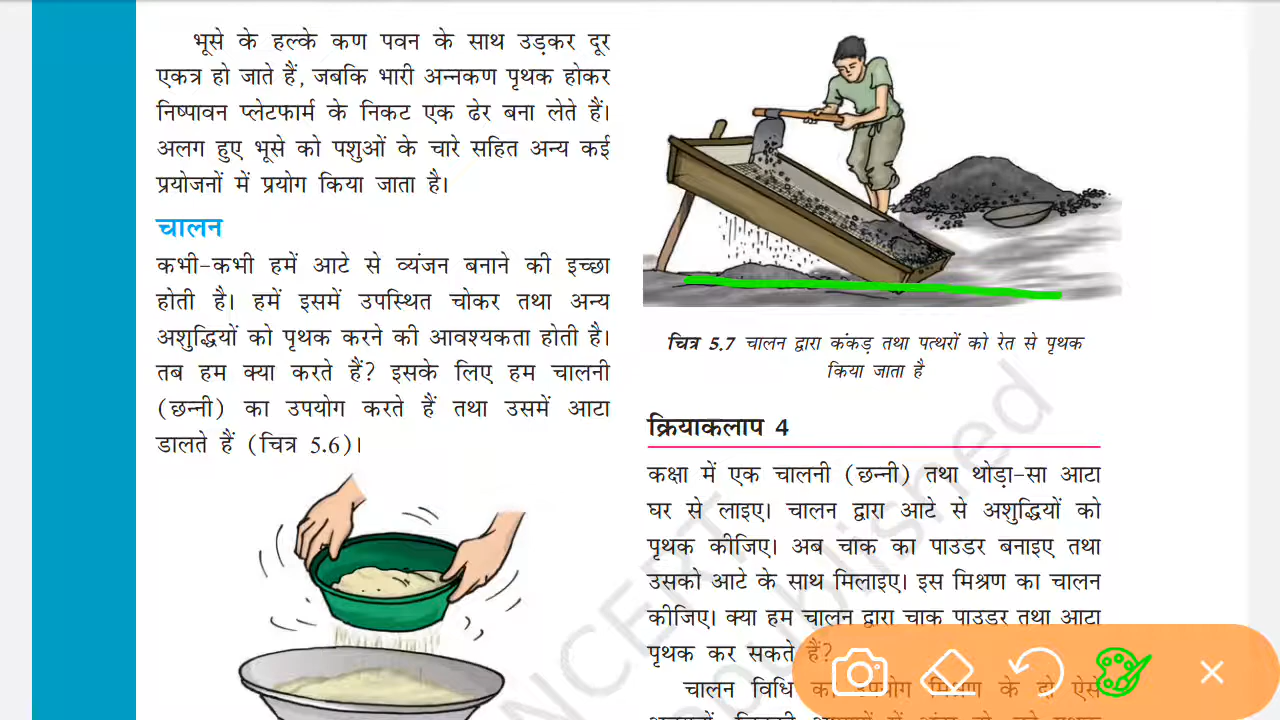 भूसे के हल्के कण पवन के साथ उड़कर दूर
एकत्र हो जाते हैं, जबकि भारी अन्नकण पृथक होकर
निष्पावन प्लेटफार्म के निकट एक ढेर बना लेते हैं।
अलग हुए भूसे को पशुओं के चारे सहित अन्य कई
प्रयोजनों में प्रयोग किया जाता है।
चालन
कभी-कभी हमें आटे से व्यंजन बनाने की इच्छा
होती है। हमें इसमें उपस्थित चोकर तथा अन्य
अशुद्धियों को पृथक करने की आवश्यकता होती है।
तब हम क्या करते हैं? इसके लिए हम चालनी
(छन्नी) का उपयोग करते हैं तथा उसमें आटा
डालते हैं (चित्र 5.6)।
चित्र 5.7 चालन द्वारा कंकड़ तथा पत्थरों को रेत से पृथक
किया जाता है
क्रियाकलाप 4
कक्षा में एक चालनी (छन्नी) तथा थोड़ा-सा आटा
घर से लाइए। चालन द्वारा आटे से अशुद्धियों को
पृथक कीजिए। अब चाक का पाउडर बनाइए तथा
उसको आटे के साथ मिलाइए। इस मिश्रण का चालन
कीजिए। क्या हम चालन द्वारा चाक पाउडर तथा आटा
पृथक कर सकते हैं?
चालन विधि का उपयोग मिश्रण के दो ऐसे
NCERT
published